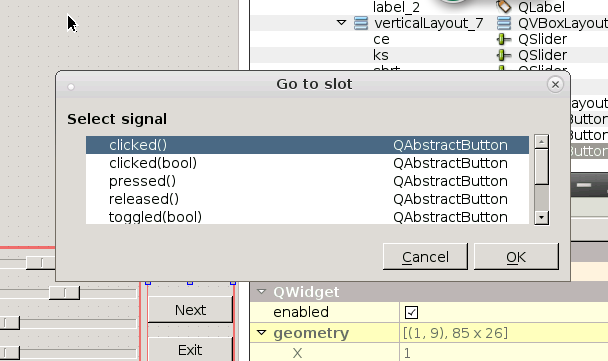 label_2 QLabel
verticalLayout_7 QVBoxLayout
ce QSlider
ks QSlider
QSlider
Go to slot
Select signal
clicked() QAbstractButton
clicked(bool) QAbstractButton
pressed() QAbstractButton
released() QAbstractButton
toggled(bool) QAbstractButton
Cancel OK
QWidget
Next
enabled
geometry [(1, 9), 85 x 26]
Exit
X 1